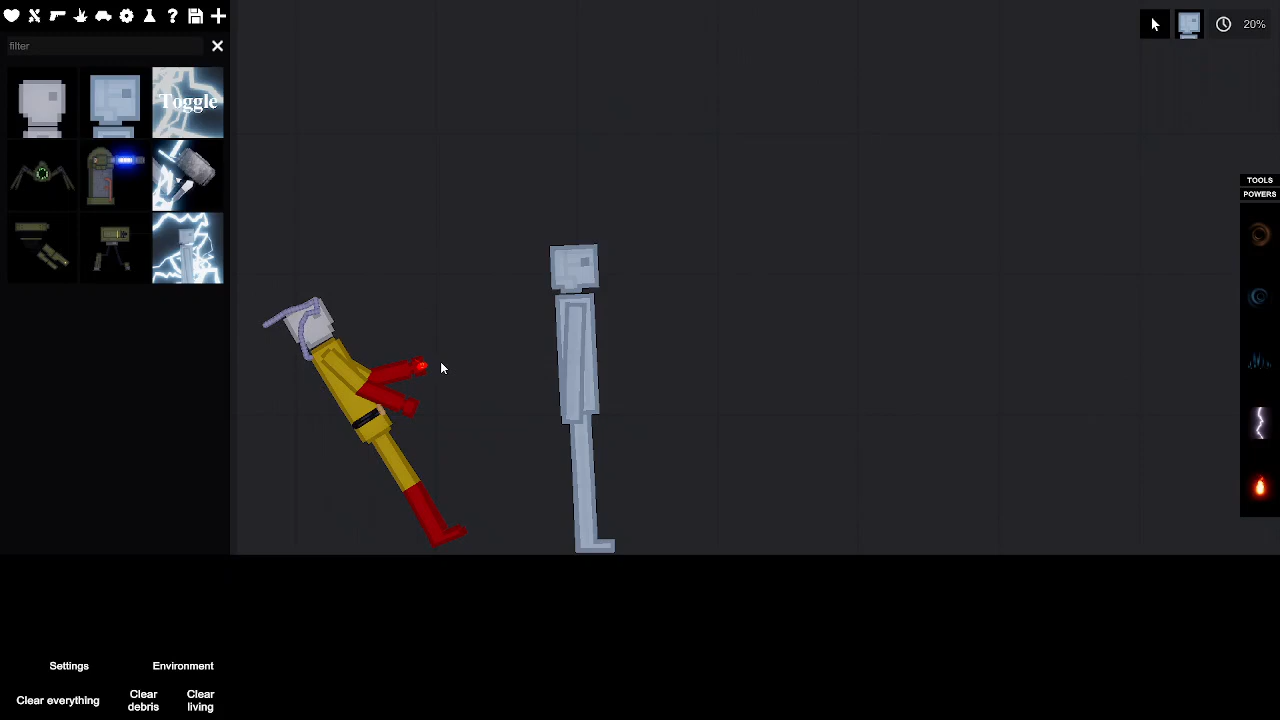 20%
filter
Toggle
TOOLS
POWERS
Settings
Environment
Clear everything
Clear
debris
Clear
living